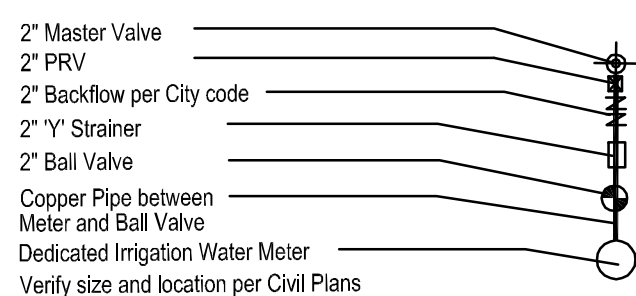 2" Master Valve
2" PRV
2" Backflow per City code
2" 'Y' Strainer
2" Ball Valve
Copper Pipe between
Meter and Ball Valve
Dedicated Irrigation Water Meter
Verify size and location per Civil Plans